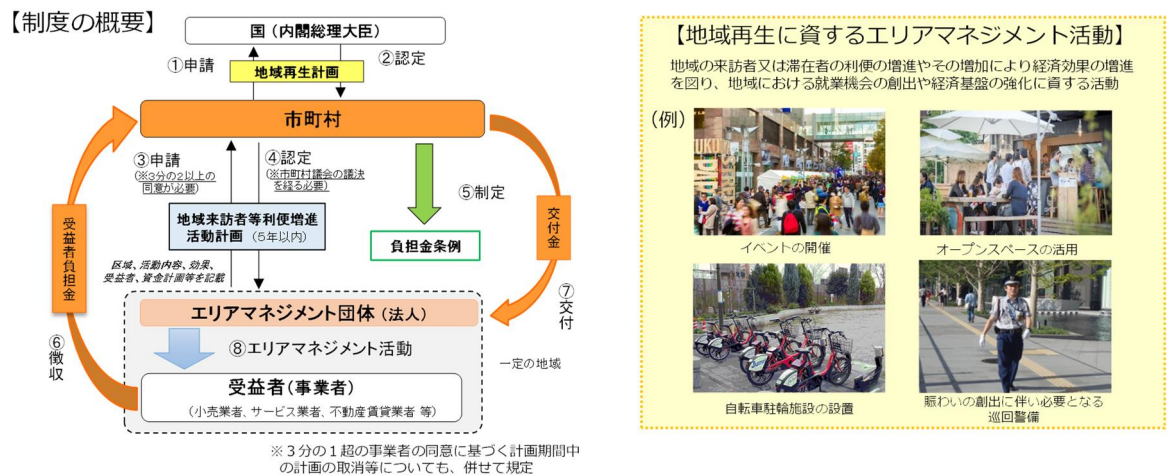 【制度の概要】
国（内閣総理大臣）
①申請
②認定
地域再生計画
市町村
③申請
（※3分の2以上の
同意が必要）
④認定
（※市町村議会の議決
を経る必要）
⑤制定
地域来訪者等利便増進
活動計画（５年以内）
負担金条例
区域、活動内容、効果、
受益者、資金計画等を記載
受益者負担金
交付金
⑥徴収
⑦交付
エリアマネジメント団体（法人）
⑧エリアマネジメント活動
一定の地域
受益者（事業者）
（小売業者、サービス業者、不動産賃貸業者 等）
※３分の１超の事業者の同意に基づく計画期間中
の計画の取消等についても、併せて規定
【地域再生に資するエリアマネジメント活動】
地域の来訪者又は滞在者の利便の増進やその増加により経済効果の増進
を図り、地域における就業機会の創出や経済基盤の強化に資する活動
（例）
イベントの開催
オープンスペースの活用
自転車駐輪施設の設置
賑わいの創出に伴い必要となる
巡回警備